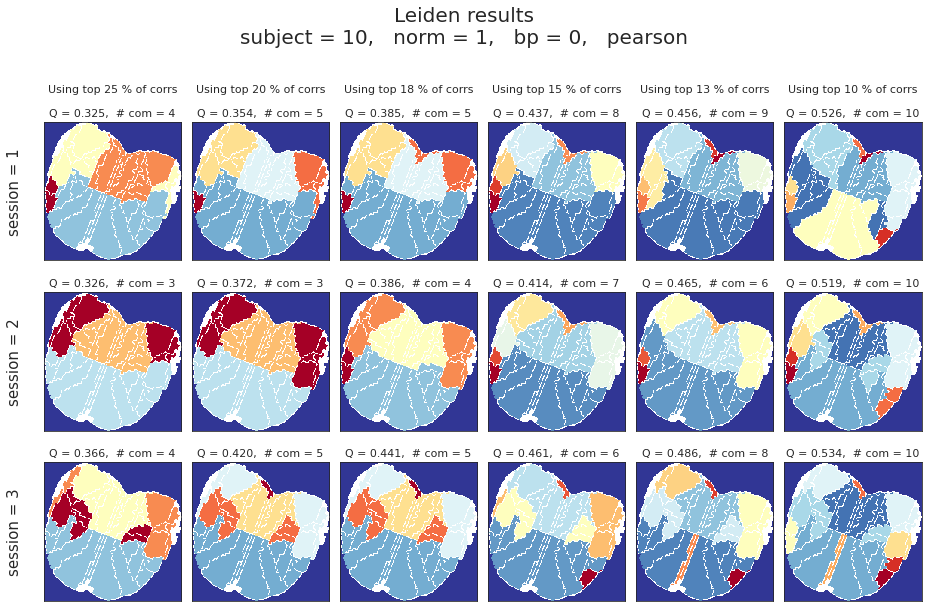 Leiden results
subject = 10,   norm = 1,   bp = 0,   pearson
Using top 25 % of corrs
Using top 20 % of corrs
Using top 18 % of corrs
Using top 15 % of corrs
Using top 13 % of corrs
Using top 10 % of corrs
session = 1
Q = 0.325,  # com = 4
Q = 0.354,  # com = 5
Q = 0.385,  # com = 5
Q = 0.437,  # com = 8
Q = 0.456,  # com = 9
Q = 0.526,  # com = 10
session = 2
Q = 0.326,  # com = 3
Q = 0.372,  # com = 3
Q = 0.386,  # com = 4
Q = 0.414,  # com = 7
Q = 0.465,  # com = 6
Q = 0.519,  # com = 10
session = 3
Q = 0.366,  # com = 4
Q = 0.420,  # com = 5
Q = 0.441,  # com = 5
Q = 0.461,  # com = 6
Q = 0.486,  # com = 8
Q = 0.534,  # com = 10